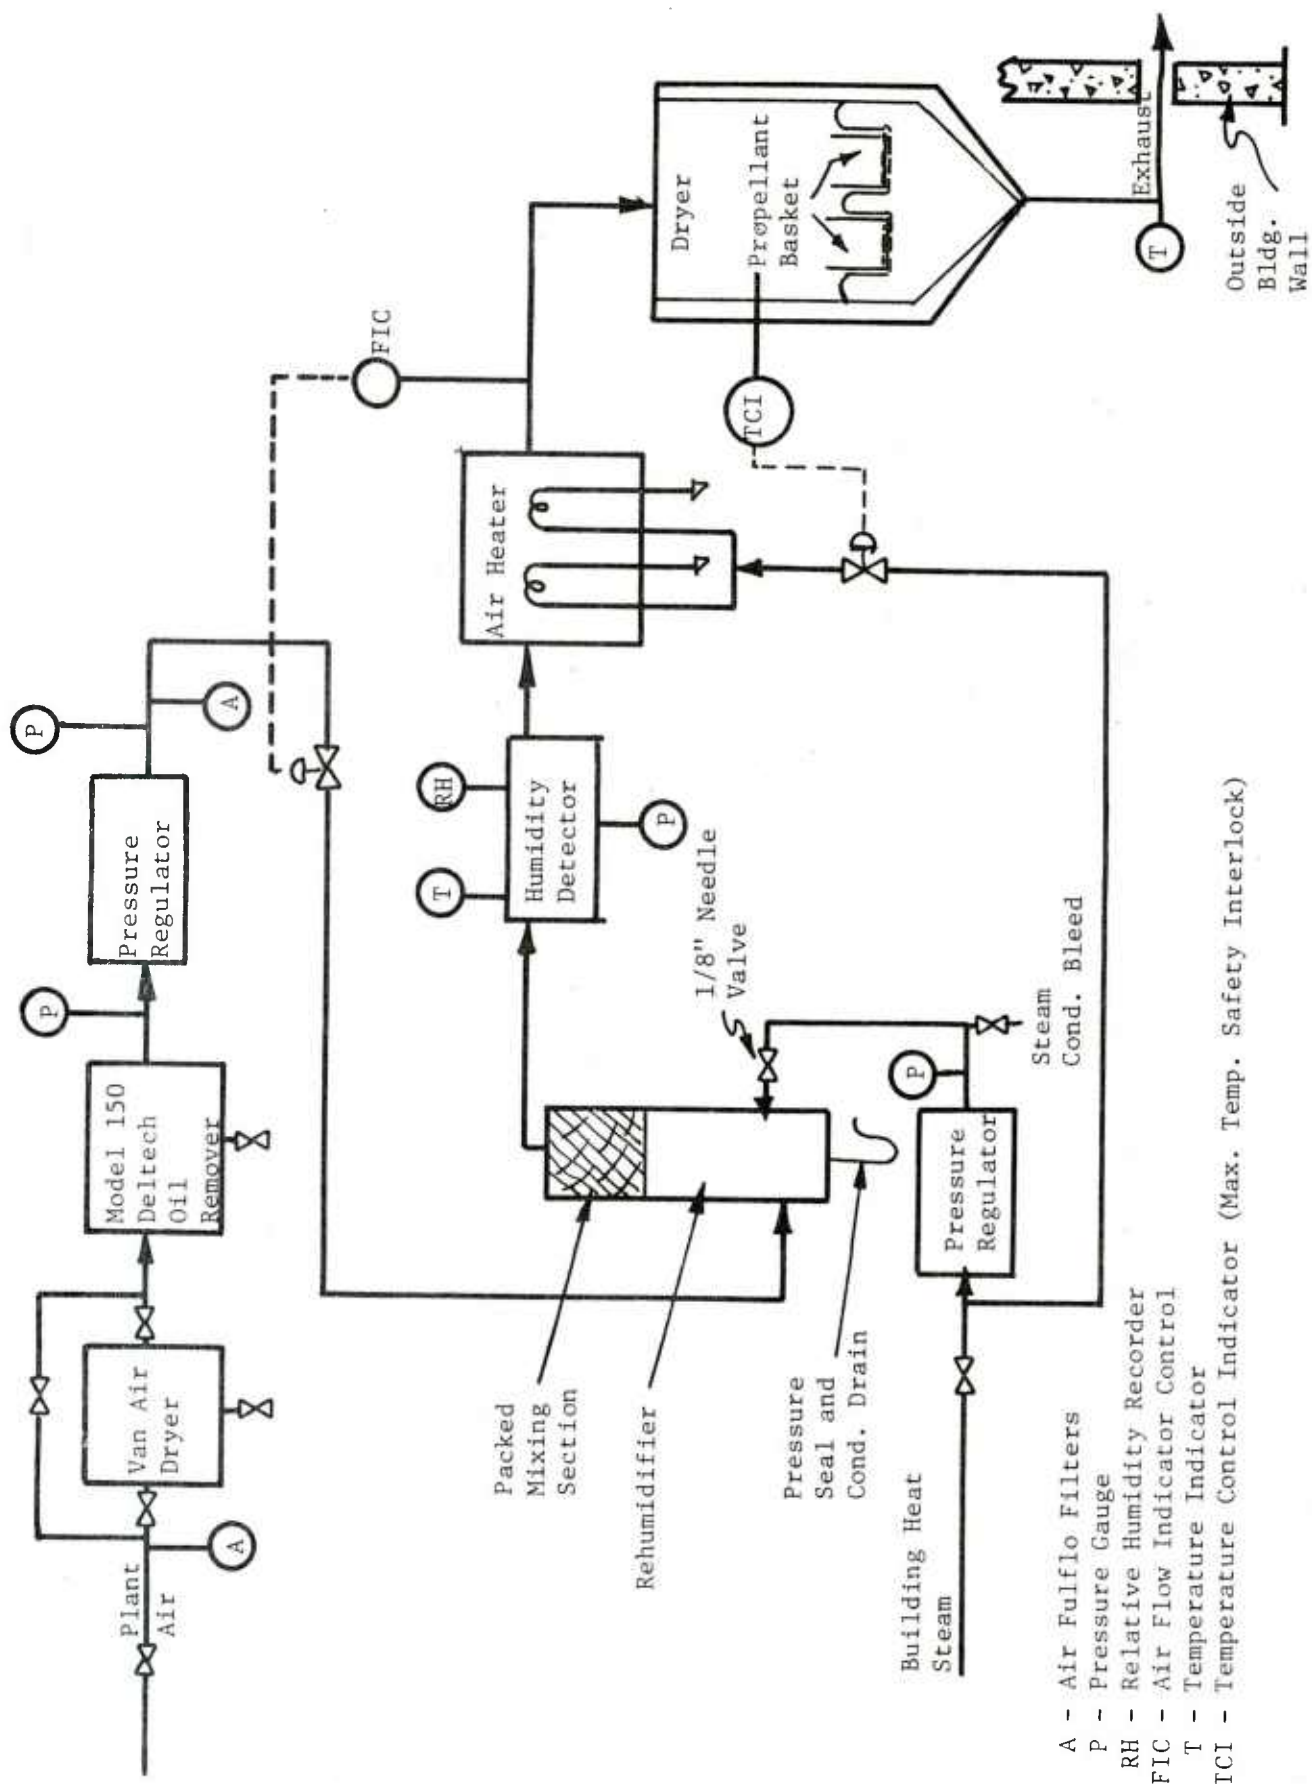 Plant
Air
A
Van Air
Dryer
Model 150
Deltech
Oil
Remover
P
Pressure
Regulator
P
A
FIC
Packed
Mixing
Section
Rehumidifier
Pressure
Seal and
Cond. Drain
1/8" Needle
Valve
T
RH
Humidity
Detector
P
Air Heater
TCI
Dryer
Propellant
Basket
T
Exhaust
Outside
Bldg.
Wall
Building Heat
Steam
Pressure
Regulator
P
Steam
Cond. Bleed
A - Air Fulflo Filters
P - Pressure Gauge
RH - Relative Humidity Recorder
FIC - Air Flow Indicator Control
T - Temperature Indicator
TCI - Temperature Control Indicator (Max. Temp. Safety Interlock)